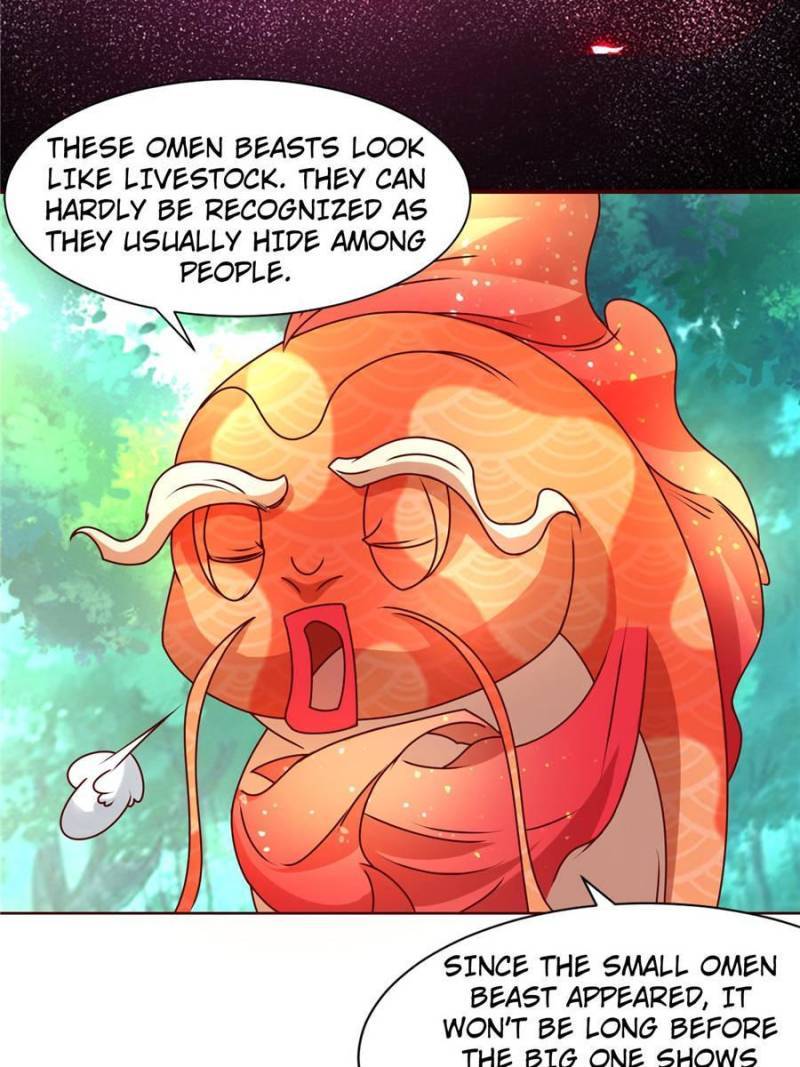 THESE OMEN BEASTS LOOK
LIKE LIVESTOCK. THEY CAN
HARDLY BE RECOGNIZED AS
THEY USUALLY HIDE AMONG
PEOPLE.
SINCE THE SMALL OMEN
BEAST APPEARED, IT
WON'T BE LONG BEFORE
THE BIG ONE SHOWS